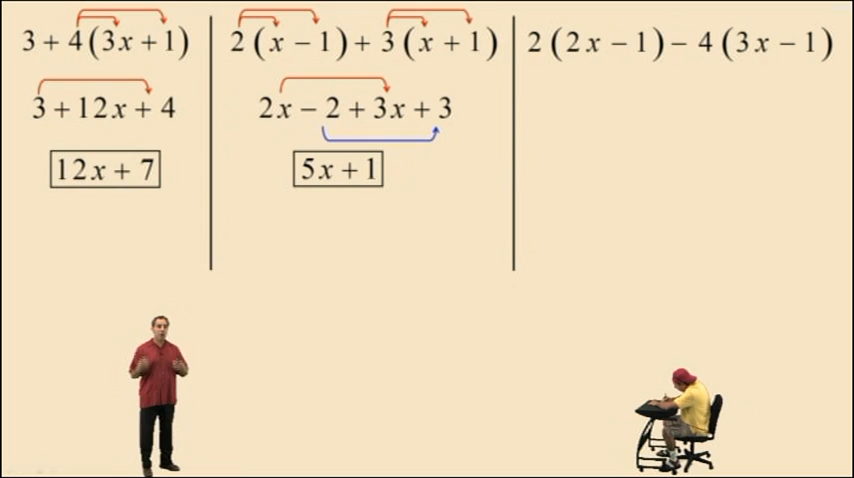 3 + 4(3x + 1)
3 + 12x + 4
12x + 7
2(x − 1) + 3(x + 1)
2x − 2 + 3x + 3
5x + 1
2(2x − 1) − 4(3x − 1)